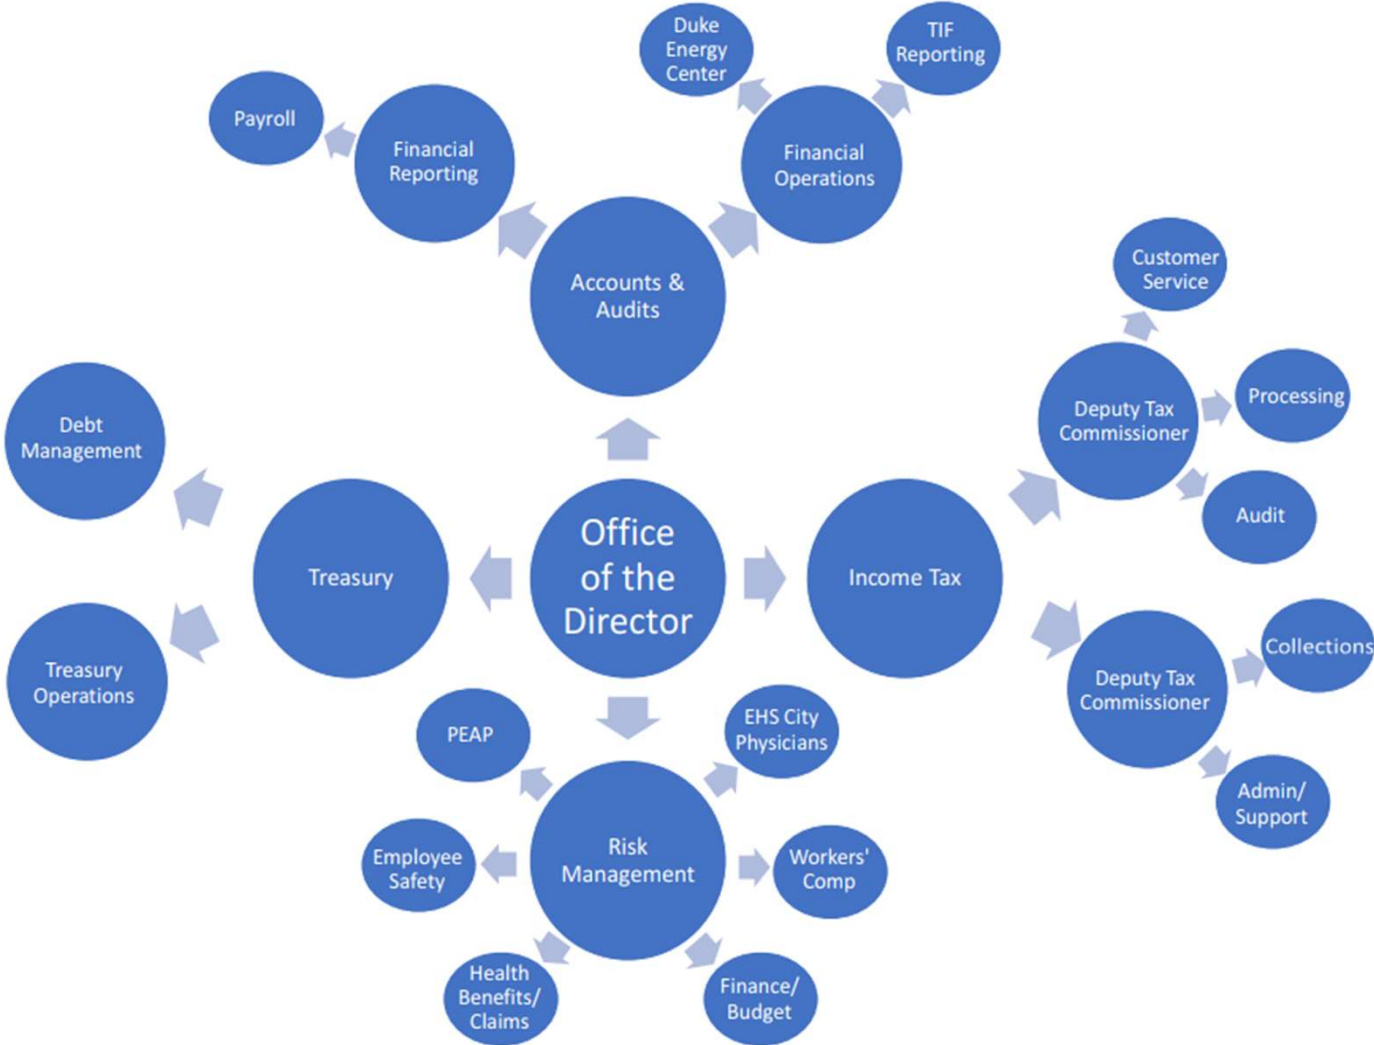 Duke
Energy
Center
TIF
Reporting
Payroll
Financial
Reporting
Financial
Operations
Accounts &
Audits
Customer
Service
Debt
Management
Deputy Tax
Commissioner
Processing
Audit
Office
of the
Director
Treasury
Income Tax
Treasury
Operations
Deputy Tax
Commissioner
Collections
PEAP
EHS City
Physicians
Admin/
Support
Employee
Safety
Risk
Management
Workers'
Comp
Health
Benefits/
Claims
Finance/
Budget